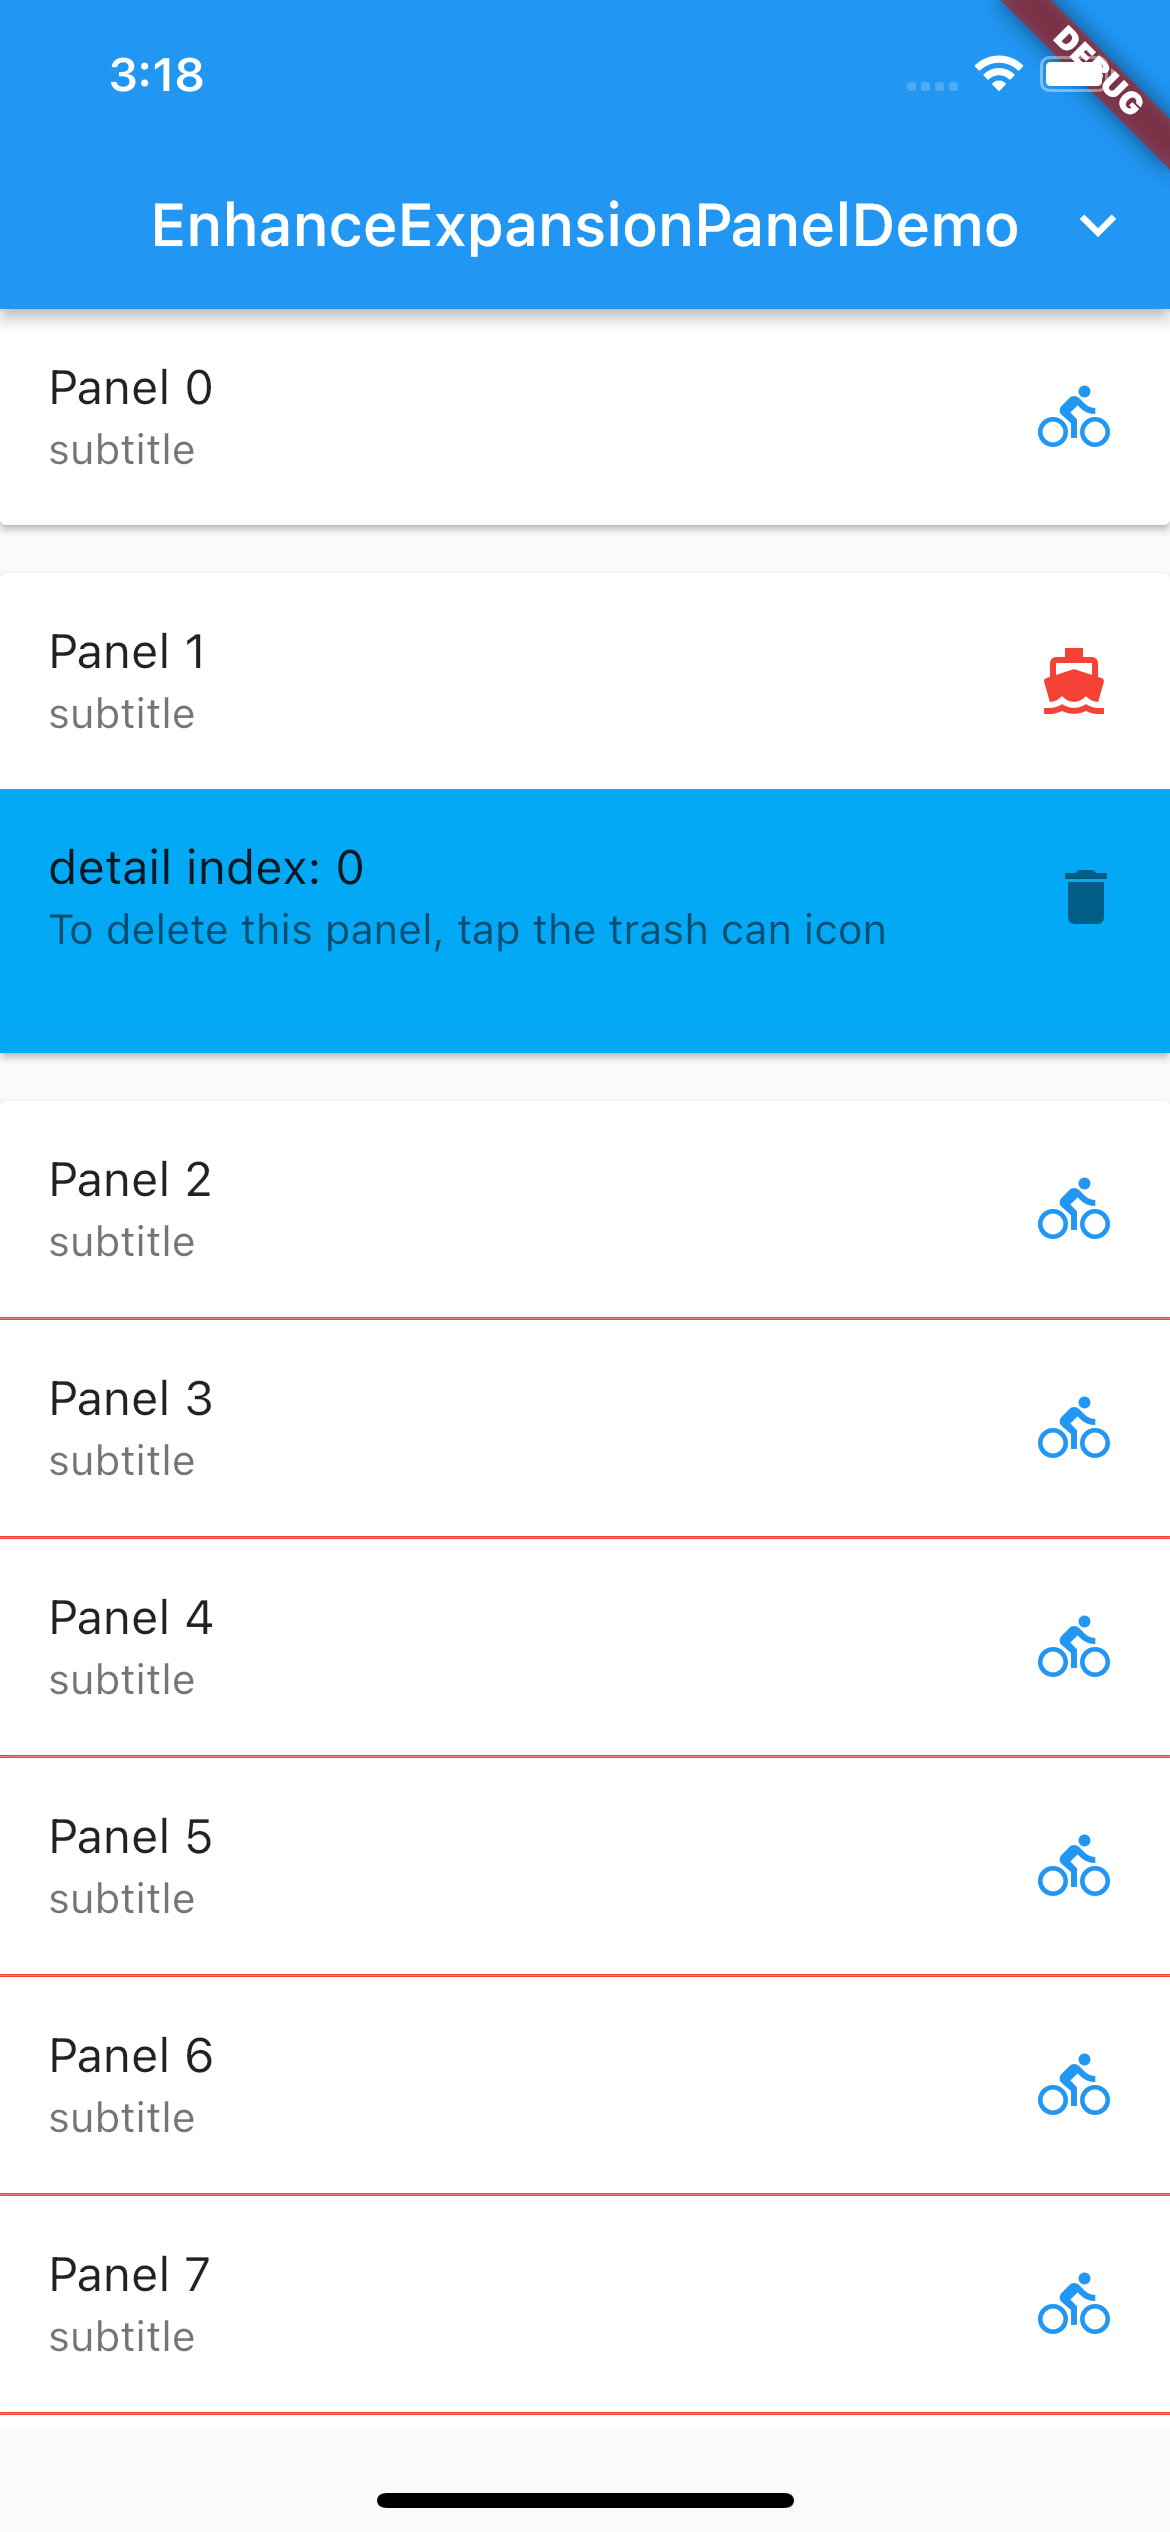 3:18
DEBUG
EnhanceExpansionPanelDemo
Panel 0
subtitle
Panel 1
subtitle
detail index: 0
To delete this panel, tap the trash can icon
Panel 2
subtitle
Panel 3
subtitle
Panel 4
subtitle
Panel 5
subtitle
Panel 6
subtitle
Panel 7
subtitle